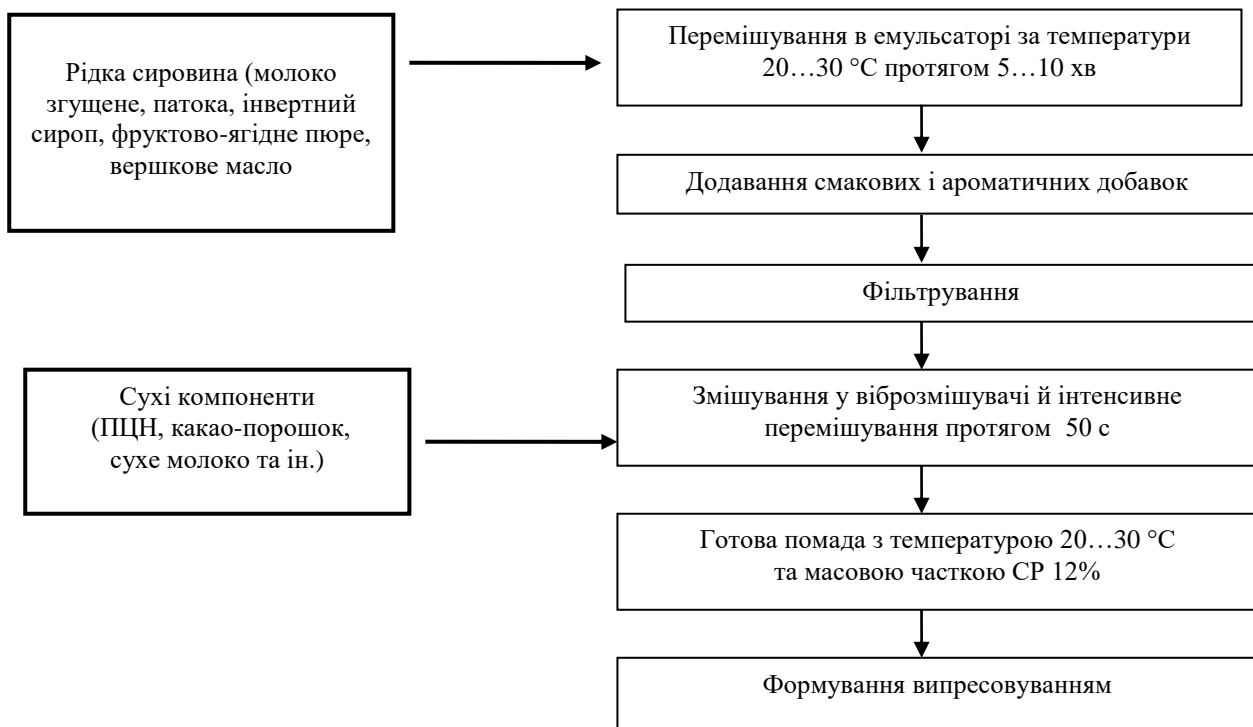 Рідка сировина (молоко
згущене, патока, інвертний
сироп, фруктово-ягідне пюре,
вершкове масло
Перемішування в емульсаторі за температури
20…30 °С протягом 5…10 хв
Додавання смакових і ароматичних добавок
Фільтрування
Сухі компоненти
(ПЦН, какао-порошок,
сухе молоко та ін.)
Змішування у віброзмішувачі й інтенсивне
перемішування протягом 50 с
Готова помада з температурою 20…30 °С
та масовою часткою СР 12%
Формування випресовуванням